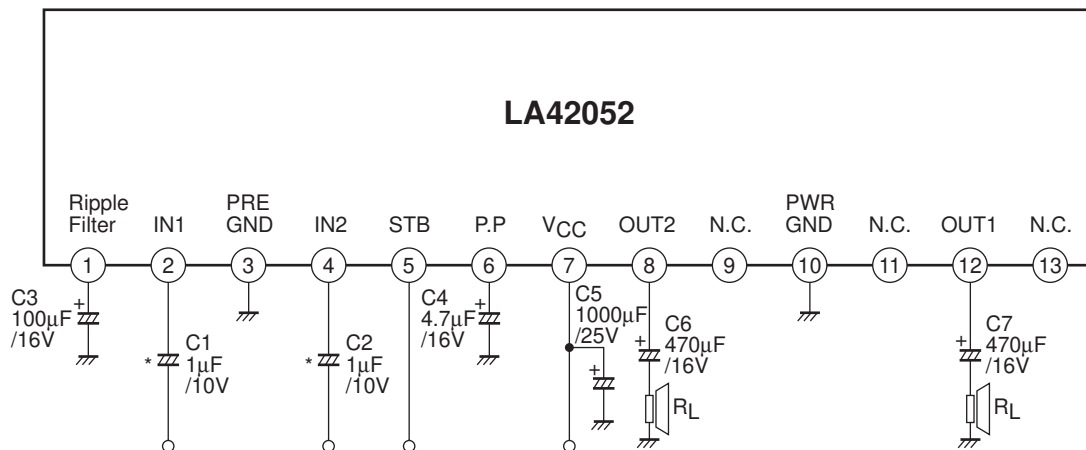 LA42052
Ripple
Filter
IN1
PRE
GND
IN2
STB
P.P
VCC
OUT2
N.C.
PWR
GND
N.C.
OUT1
N.C.
1
2
3
4
5
6
7
8
9
10
11
12
13
C3
100μF
/16V
+
* C1
1μF
/10V
* C2
1μF
/10V
C4
4.7μF
/16V
+
C5
1000μF
/25V
+
C6
470μF
/16V
+
RL
C7
470μF
/16V
+
RL